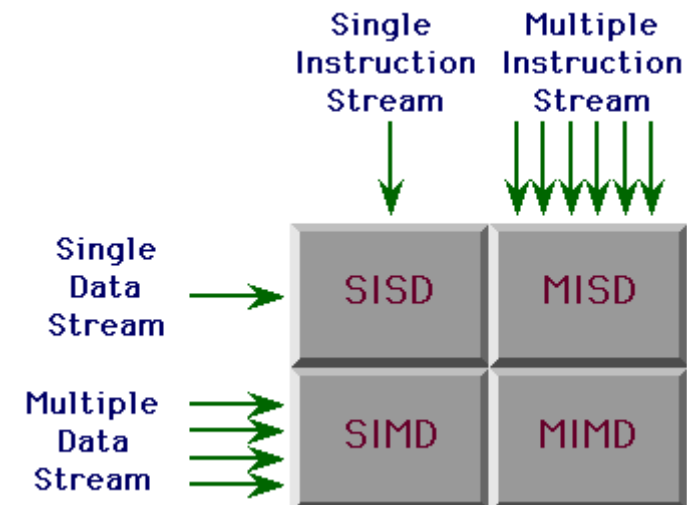 Single
Instruction
Stream
Multiple
Instruction
Stream
Single
Data
Stream
SISD
MISD
Multiple
Data
Stream
SIMD
MIMD